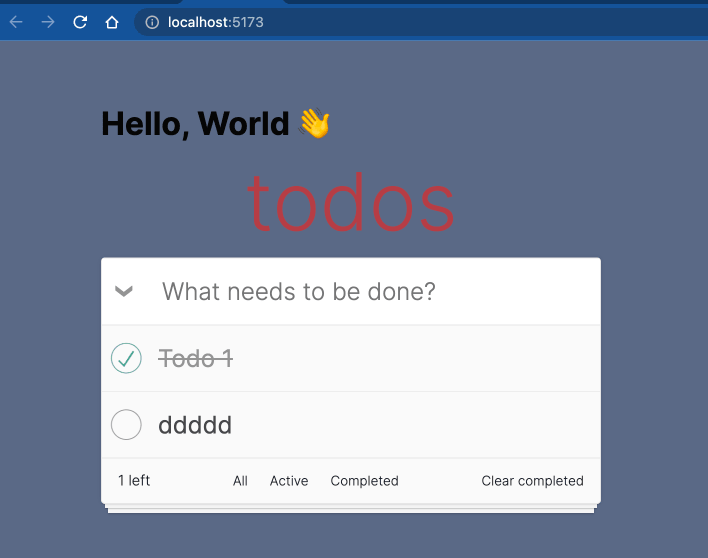 localhost:5173
Hello, World 👋
todos
What needs to be done?
Todo 1
ddddd
1 left All Active Completed Clear completed